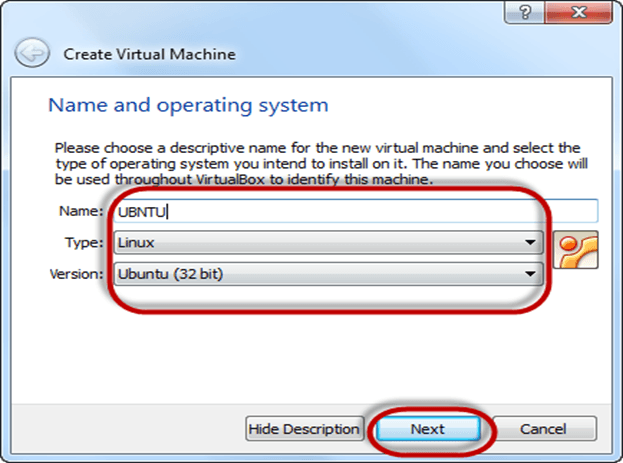 ?
Create Virtual Machine
Name and operating system
Please choose a descriptive name for the new virtual machine and select the
type of operating system you intend to install on it. The name you choose will
be used throughout VirtualBox to identify this machine.
Name: UBNTU
Type: Linux
Version: Ubuntu (32 bit)
Hide Description Next Cancel